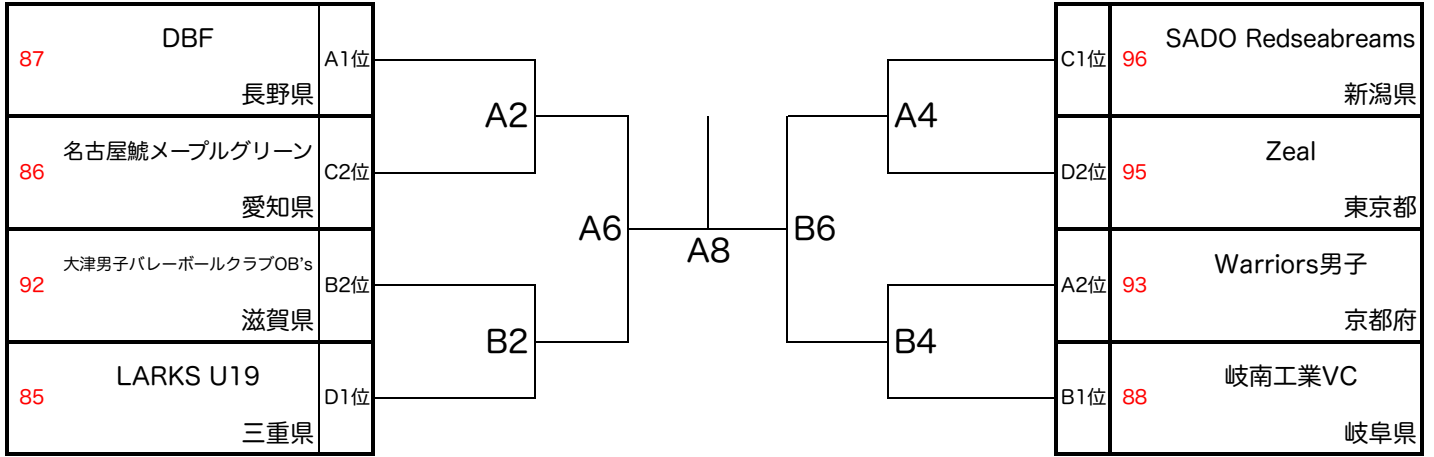 87
DBF
長野県
A1位
86
名古屋鯱メープルグリーン
愛知県
C2位
92
大津男子バレーボールクラブOB's
滋賀県
B2位
85
LARKS U19
三重県
D1位
A2
B2
A6
A8
B6
A4
B4
C1位
96
SADO Redseabreams
新潟県
D2位
95
Zeal
東京都
A2位
93
Warriors男子
京都府
B1位
88
岐南工業VC
岐阜県